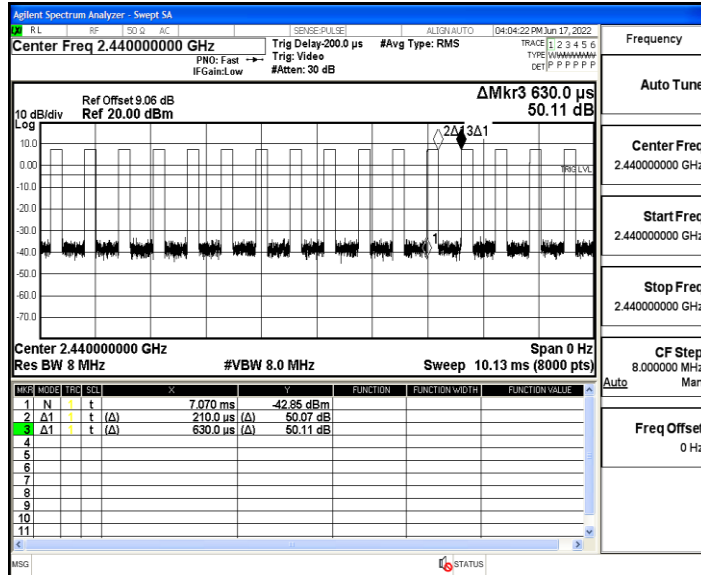 Agilent Spectrum Analyzer - Swept SA
RL RF 50 Ω AC SENSE:PULSE ALIGN AUTO 04:04:22 PM Jun 17, 2022
Center Freq 2.440000000 GHz
PNO: Fast
IFGain:Low
Trig Delay-200.0 µs
Trig: Video
#Atten: 30 dB
#Avg Type: RMS
TRACE 1 2 3 4 5 6
TYPE
DET P P P P P P
ΔMkr3 630.0 µs
50.11 dB
Ref Offset 9.06 dB
Ref 20.00 dBm
10 dB/div
Log
10.0
0.00
-10.0
-20.0
-30.0
-40.0
-50.0
-60.0
-70.0
2Δ1 3Δ1
TRIG LVL
1
Center 2.440000000 GHz Span 0 Hz
Res BW 8 MHz #VBW 8.0 MHz Sweep 10.13 ms (8000 pts)
MKR MODE TRC SCL X Y FUNCTION FUNCTION WIDTH FUNCTION VALUE
1 N 1 t 7.070 ms -42.85 dBm
2 Δ1 1 t (Δ) 210.0 µs (Δ) 50.07 dB
3 Δ1 1 t (Δ) 630.0 µs (Δ) 50.11 dB
4
5
6
7
8
9
10
11
MSG STATUS
Frequency
Auto Tune
Center Freq
2.440000000 GHz
Start Freq
2.440000000 GHz
Stop Freq
2.440000000 GHz
CF Step
8.000000 MHz
Auto Man
Freq Offset
0 Hz